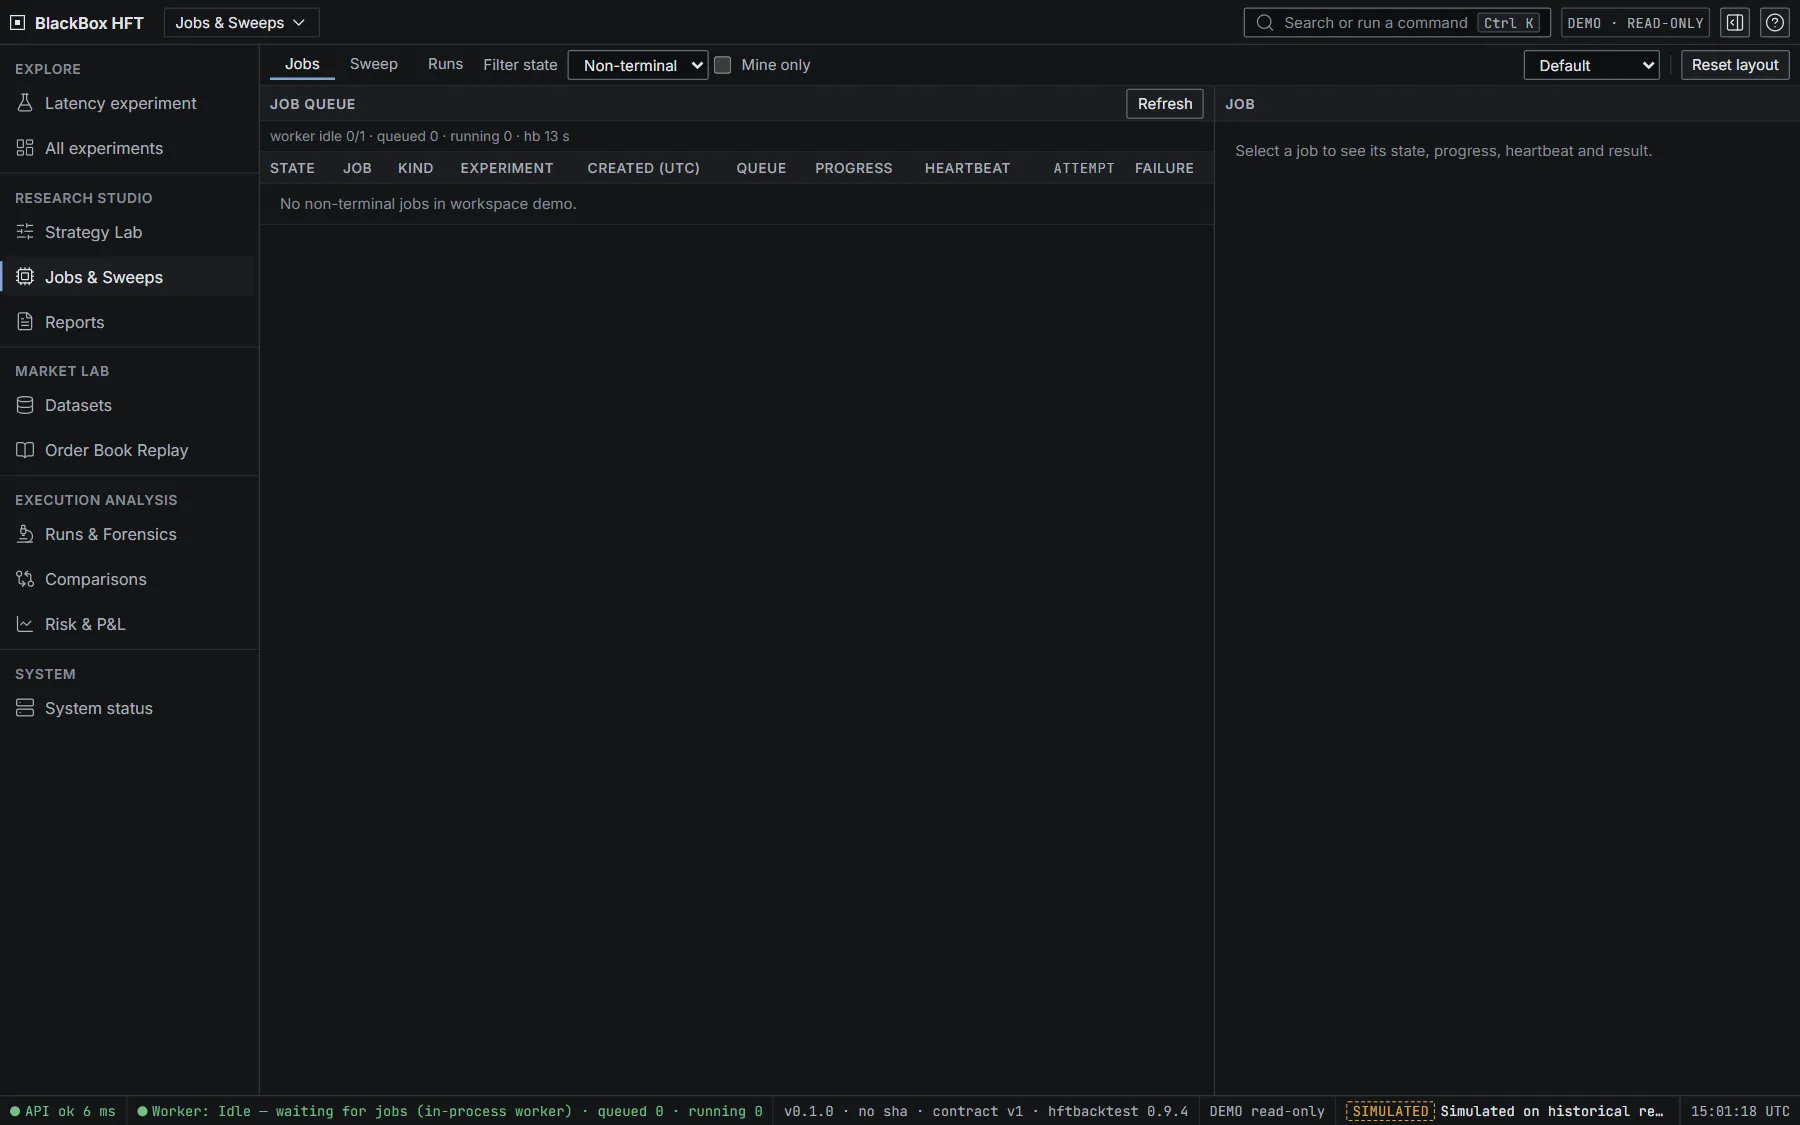 BlackBox HFT
Jobs & Sweeps
Search or run a command Ctrl K
DEMO · READ-ONLY
EXPLORE
Latency experiment
All experiments
RESEARCH STUDIO
Strategy Lab
Jobs & Sweeps
Reports
MARKET LAB
Datasets
Order Book Replay
EXECUTION ANALYSIS
Runs & Forensics
Comparisons
Risk & P&L
SYSTEM
System status
Jobs Sweep Runs Filter state Non-terminal Mine only
Default Reset layout
JOB QUEUE Refresh
worker idle 0/1 · queued 0 · running 0 · hb 13 s
STATE JOB KIND EXPERIMENT CREATED (UTC) QUEUE PROGRESS HEARTBEAT ATTEMPT FAILURE
No non-terminal jobs in workspace demo.
JOB
Select a job to see its state, progress, heartbeat and result.
API ok 6 ms Worker: Idle — waiting for jobs (in-process worker) · queued 0 · running 0 v0.1.0 · no sha · contract v1 · hftbacktest 0.9.4 DEMO read-only SIMULATED Simulated on historical re… 15:01:18 UTC